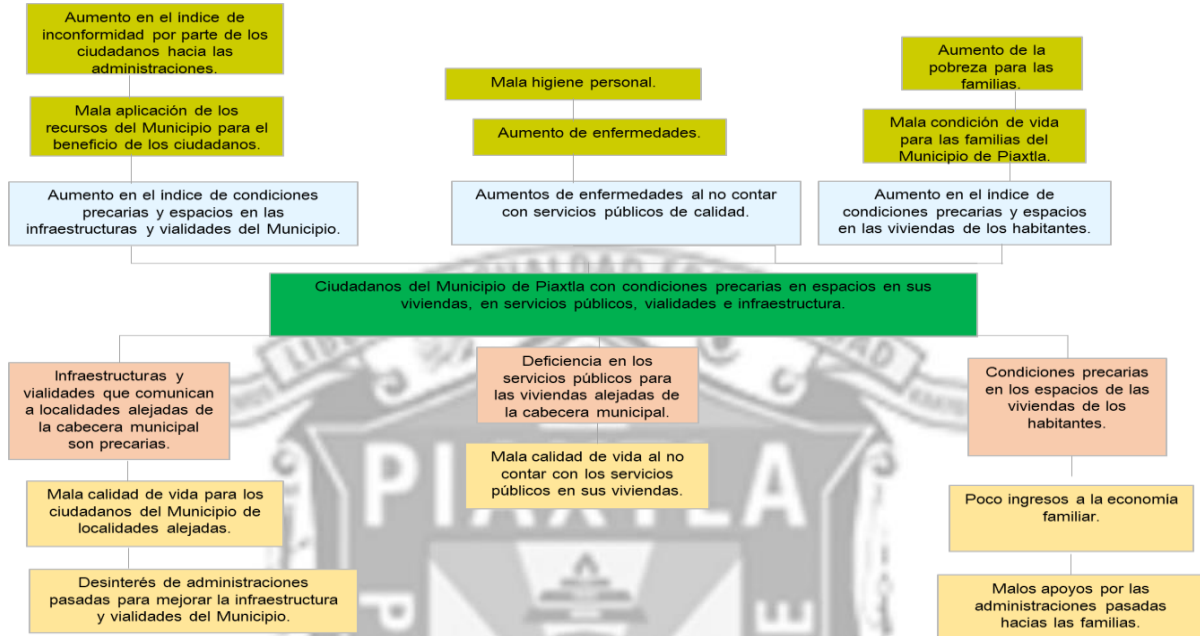 Aumento en el índice de
inconformidad por parte de los
ciudadanos hacia las
administraciones.
Mala higiene personal.
Aumento de la
pobreza para las
familias.
Mala aplicación de los
recursos del Municipio para el
beneficio de los ciudadanos.
Aumento de enfermedades.
Mala condición de vida
para las familias del
Municipio de Piaxtla.
Aumento en el índice de condiciones
precarias y espacios en las
infraestructuras y vialidades del Municipio.
Aumentos de enfermedades al no contar
con servicios públicos de calidad.
Aumento en el índice de
condiciones precarias y espacios
en las viviendas de los habitantes.
Ciudadanos del Municipio de Piaxtla con condiciones precarias en espacios en sus
viviendas, en servicios públicos, vialidades e infraestructura.
Infraestructuras y
vialidades que comunican
a localidades alejadas de
la cabecera municipal
son precarias.
Deficiencia en los
servicios públicos para
las viviendas alejadas de
la cabecera municipal.
Condiciones precarias
en los espacios de las
viviendas de los
habitantes.
Mala calidad de vida para los
ciudadanos del Municipio de
localidades alejadas.
Mala calidad de vida al no
contar con los servicios
públicos en sus viviendas.
Poco ingresos a la economía
familiar.
Desinterés de administraciones
pasadas para mejorar la infraestructura
y vialidades del Municipio.
Malos apoyos por las
administraciones pasadas
hacias las familias.
PIAXTLA